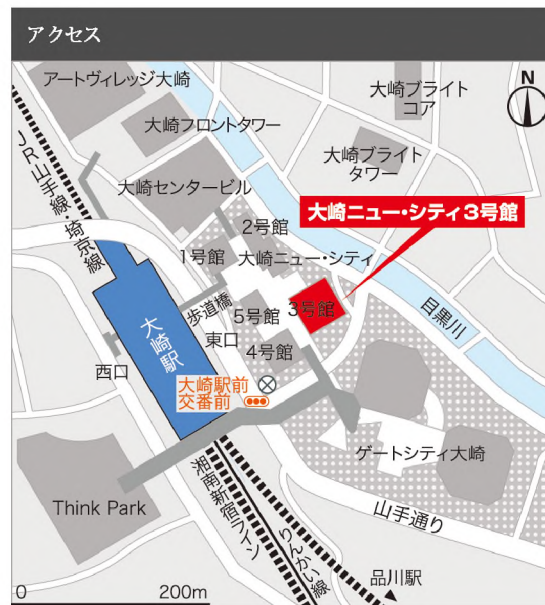 アクセス
アートヴィレッジ大崎
大崎ブライト
コア
N
大崎フロントタワー
大崎ブライト
タワー
JR山手線・埼京線
大崎センタービル
大崎ニュー・シティ3号館
2号館
1号館
大崎ニュー・シティ
3号館
歩道橋
5号館
目黒川
大崎駅
東口
4号館
西口
大崎駅前
交番前
ゲートシティ大崎
Think Park
山手通り
湘南新宿ライン
りんかい線
品川駅
0
200m